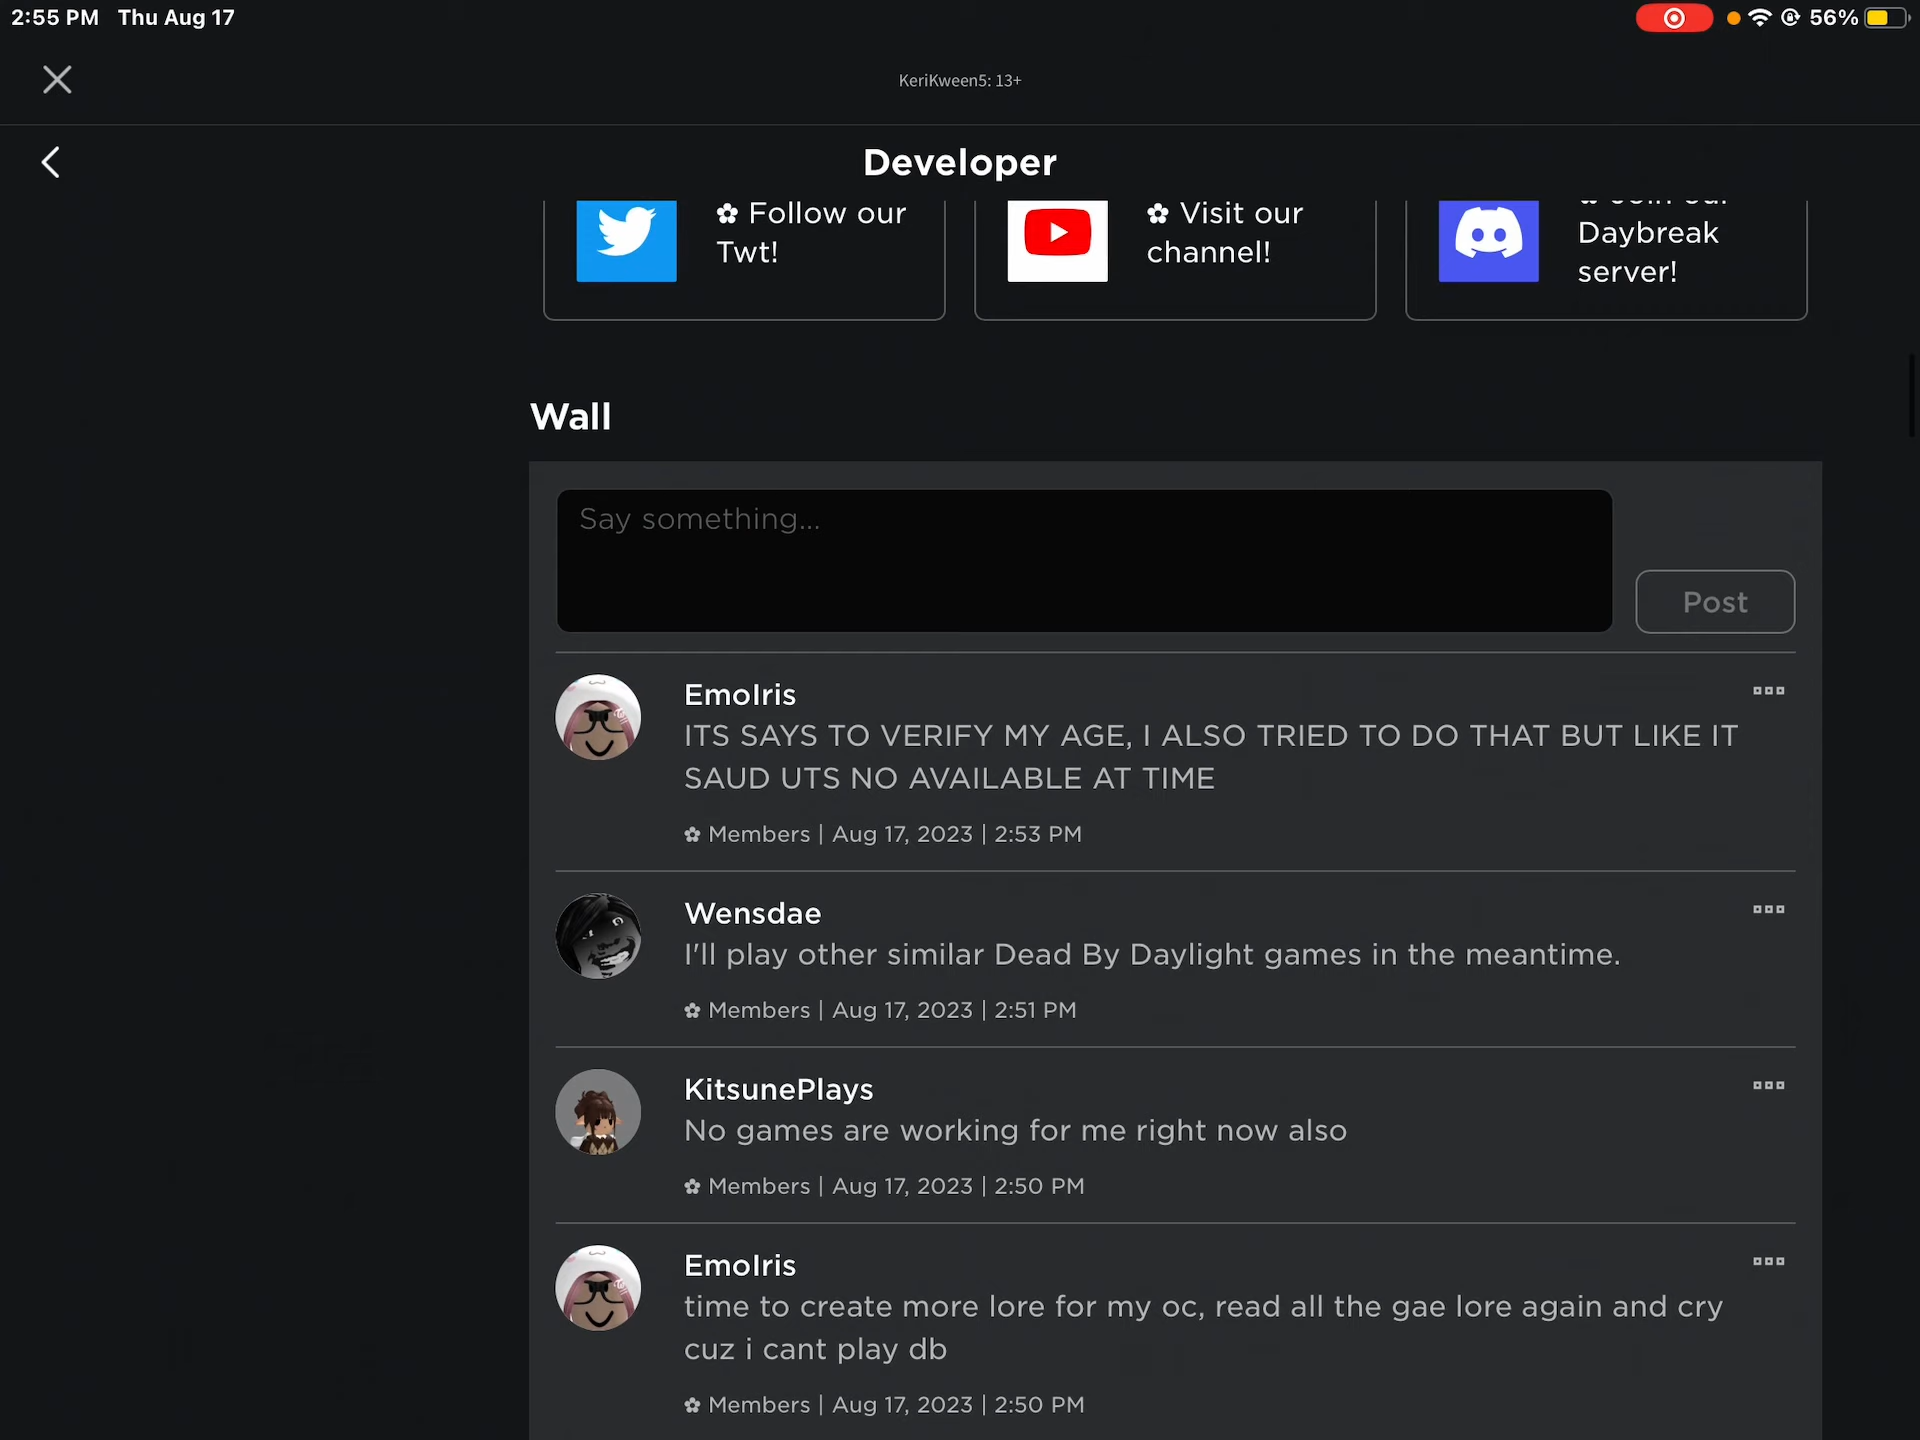 2:55 PM Thu Aug 17
56%
KeriKween5: 13+
Developer
✿ Follow our
Twt!
✿ Visit our
channel!
✿ Join our
Daybreak
server!
Wall
Say something...
Post
EmoIris
ITS SAYS TO VERIFY MY AGE, I ALSO TRIED TO DO THAT BUT LIKE IT
SAUD UTS NO AVAILABLE AT TIME
✿ Members | Aug 17, 2023 | 2:53 PM
Wensdae
I'll play other similar Dead By Daylight games in the meantime.
✿ Members | Aug 17, 2023 | 2:51 PM
KitsunePlays
No games are working for me right now also
✿ Members | Aug 17, 2023 | 2:50 PM
EmoIris
time to create more lore for my oc, read all the gae lore again and cry
cuz i cant play db
✿ Members | Aug 17, 2023 | 2:50 PM